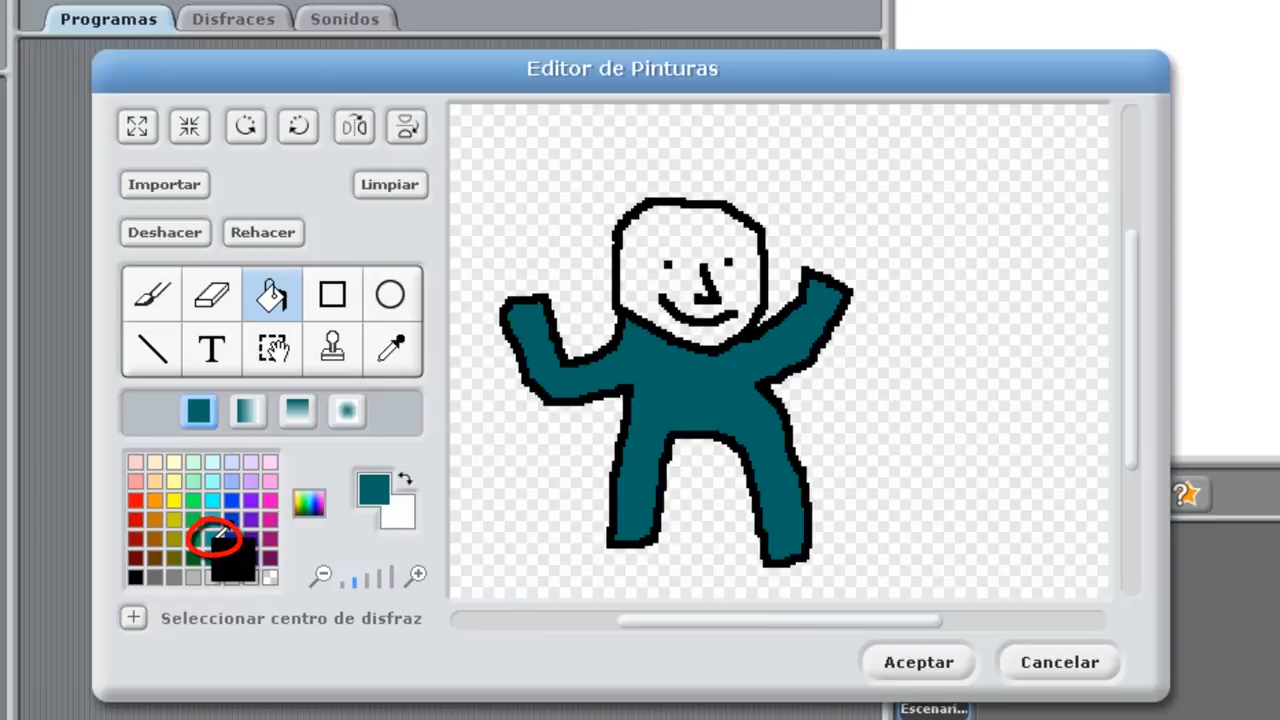 Programas
Disfraces
Sonidos
Editor de Pinturas
Importar
Limpiar
Deshacer
Rehacer
T
Seleccionar centro de disfraz
Aceptar
Cancelar
Escenari...